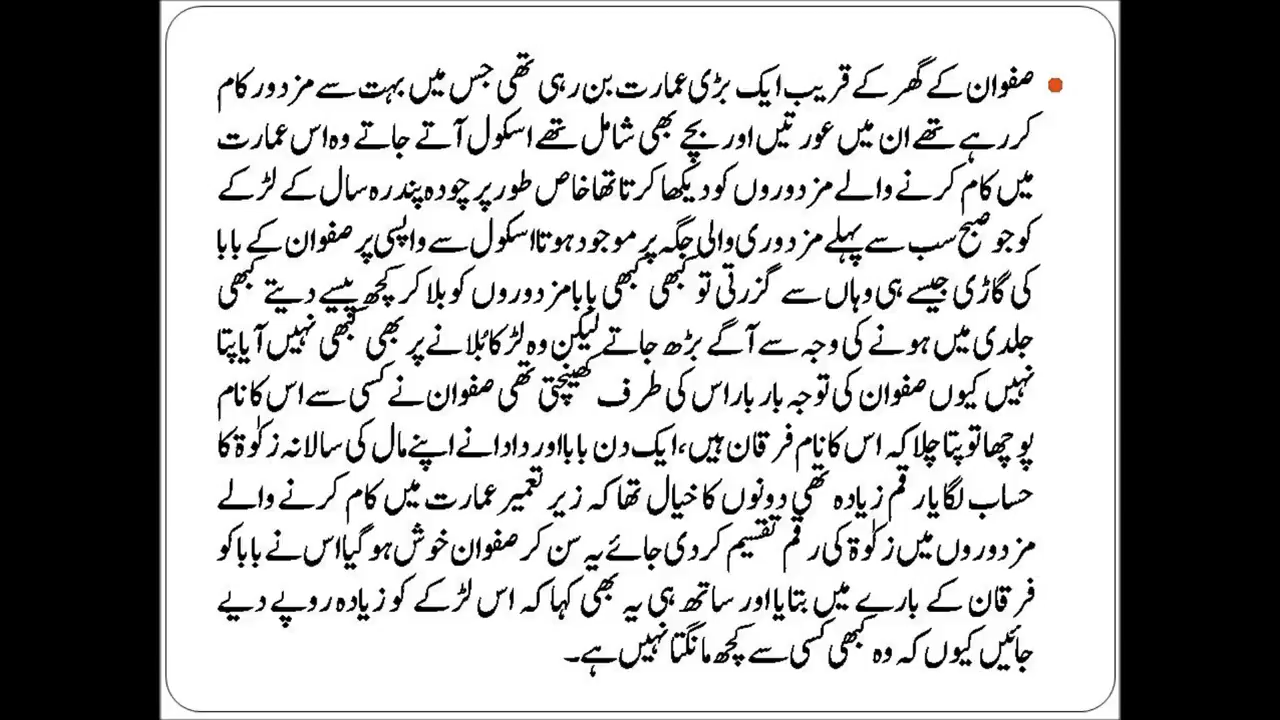 صفوان کے گھر کے قریب ایک بڑی عمارت بن رہی تھی جس میں بہت سے مزدور کام
کر رہے تھے ان میں عورتیں اور بچے بھی شامل تھے اسکول آتے جاتے وہ اس عمارت
میں کام کرنے والے مزدوروں کو دیکھا کرتا تھا خاص طور پر چودہ پندرہ سال کے لڑکے
کو جو صبح سب سے پہلے مزدوری والی جگہ پر موجود ہوتا اسکول سے واپسی پر صفوان کے بابا
کی گاڑی جیسے ہی وہاں سے گزرتی تو کبھی کبھی بابا مزدوروں کو بلا کر کچھ پیسے دیتے کبھی
جلدی میں ہونے کی وجہ سے آگے بڑھ جاتے لیکن وہ لڑکا بُلانے پر بھی کبھی نہیں آیا پتا
نہیں کیوں صفوان کی توجہ بار بار اس کی طرف کھینچتی تھی صفوان نے کسی سے اس کا نام
پوچھا تو پتا چلا کہ اس کا نام فرقان ہیں، ایک دن بابا اور دادا نے اپنے مال کی سالانہ زکوٰۃ کا
حساب لگایا رقم زیادہ تھی دونوں کا خیال تھا کہ زیر تعمیر عمارت میں کام کرنے والے
مزدوروں میں زکوٰۃ کی رقم تقسیم کر دی جائے یہ سن کر صفوان خوش ہو گیا اس نے بابا کو
فرقان کے بارے میں بتایا اور ساتھ ہی یہ بھی کہا کہ اس لڑکے کو زیادہ روپے دیے
جائیں کیوں کہ وہ کبھی کسی سے کچھ مانگتا نہیں ہے۔